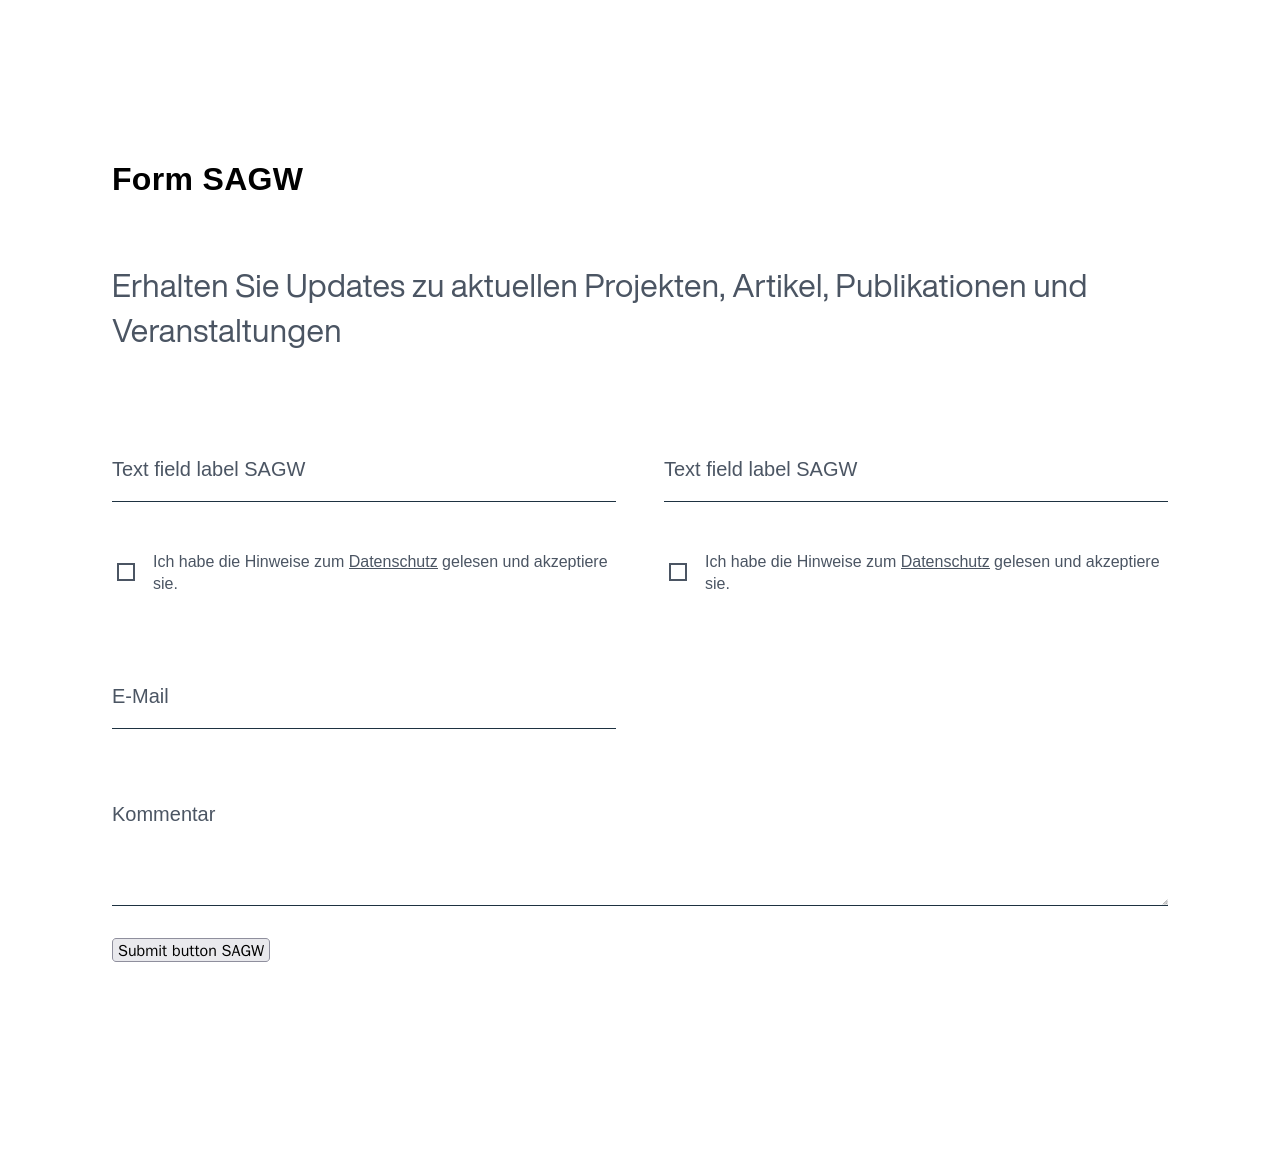 Form SAGW
Erhalten Sie Updates zu aktuellen Projekten, Artikel, Publikationen und
Veranstaltungen
Text field label SAGW
Text field label SAGW
Ich habe die Hinweise zum Datenschutz gelesen und akzeptiere
sie.
Ich habe die Hinweise zum Datenschutz gelesen und akzeptiere
sie.
E-Mail
Kommentar
Submit button SAGW